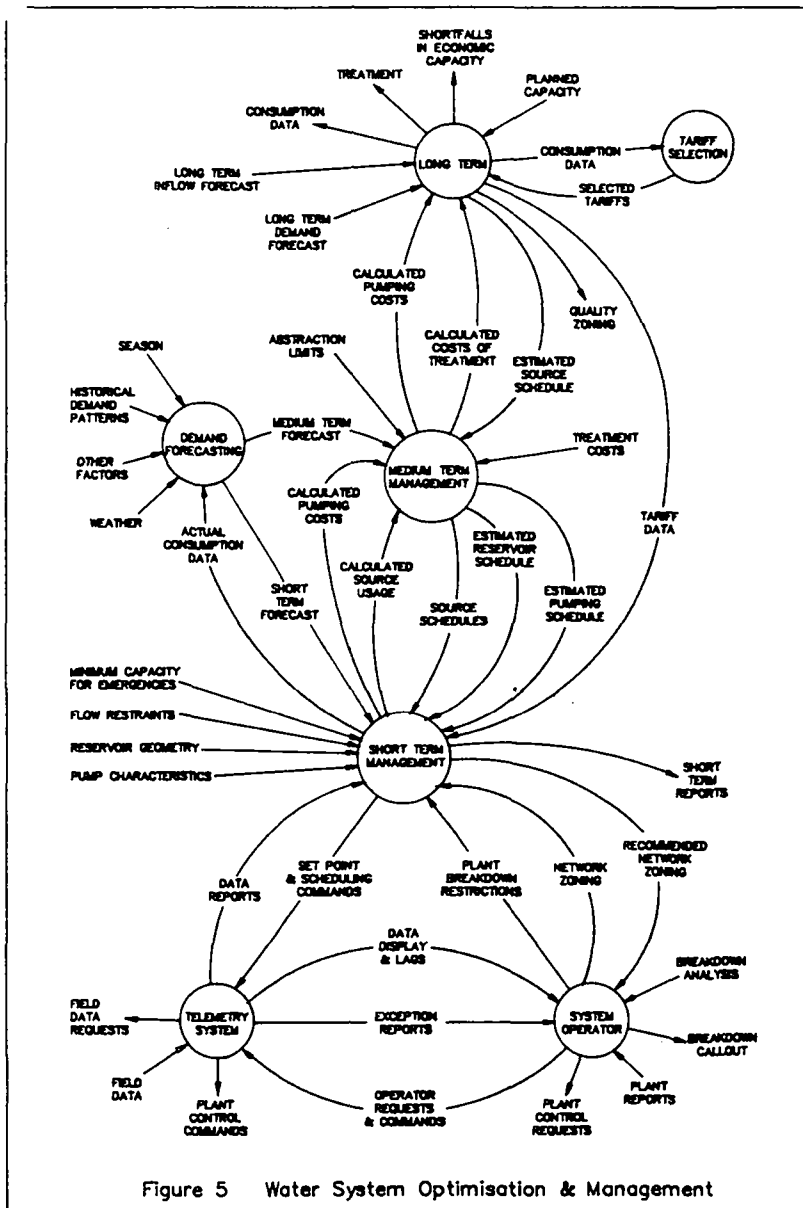 SHORTFALLS
IN ECONOMIC
CAPACITY
TREATMENT
PLANNED
CAPACITY
CONSUMPTION
DATA
LONG TERM
CONSUMPTION
DATA
TARIFF
SELECTION
LONG TERM
INFLOW FORECAST
SELECTED
TARIFFS
LONG TERM
DEMAND
FORECAST
CALCULATED
PUMPING
COSTS
QUALITY
ZONING
CALCULATED
COSTS OF
TREATMENT
ABSTRACTION
LIMITS
ESTIMATED
SOURCE
SCHEDULE
SEASON
HISTORICAL
DEMAND
PATTERNS
DEMAND
FORECASTING
MEDIUM TERM
FORECAST
TREATMENT
COSTS
OTHER
FACTORS
MEDIUM TERM
MANAGEMENT
CALCULATED
PUMPING
COSTS
WEATHER
ACTUAL
CONSUMPTION
DATA
TARIFF
DATA
ESTIMATED
RESERVOIR
SCHEDULE
CALCULATED
SOURCE
USAGE
SHORT
TERM
FORECAST
SOURCE
SCHEDULES
ESTIMATED
PUMPING
SCHEDULE
MINIMUM CAPACITY
FOR EMERGENCIES
FLOW RESTRAINTS
RESERVOIR GEOMETRY
PUMP CHARACTERISTICS
SHORT TERM
MANAGEMENT
SHORT
TERM
REPORTS
DATA
REPORTS
SET POINT
& SCHEDULING
COMMANDS
PLANT
BREAKDOWN
RESTRICTIONS
NETWORK
ZONING
RECOMMENDED
NETWORK
ZONING
DATA
DISPLAY
& LAGS
BREAKDOWN
ANALYSIS
FIELD
DATA
REQUESTS
TELEMETRY
SYSTEM
EXCEPTION
REPORTS
SYSTEM
OPERATOR
BREAKDOWN
CALLOUT
FIELD
DATA
PLANT
CONTROL
COMMANDS
OPERATOR
REQUESTS
& COMMANDS
PLANT
CONTROL
REQUESTS
PLANT
REPORTS
Figure 5 Water System Optimisation & Management